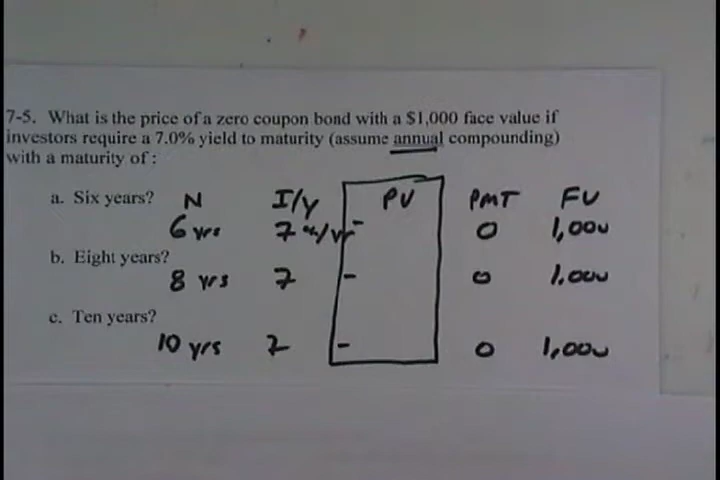 7-5. What is the price of a zero coupon bond with a $1,000 face value if
investors require a 7.0% yield to maturity (assume annual compounding)
with a maturity of :
a. Six years? N I/y PV PMT FV
6 yrs 7 %/yr - 0 1,000
b. Eight years?
8 yrs 7 - 0 1,000
c. Ten years?
10 yrs 7 - 0 1,000